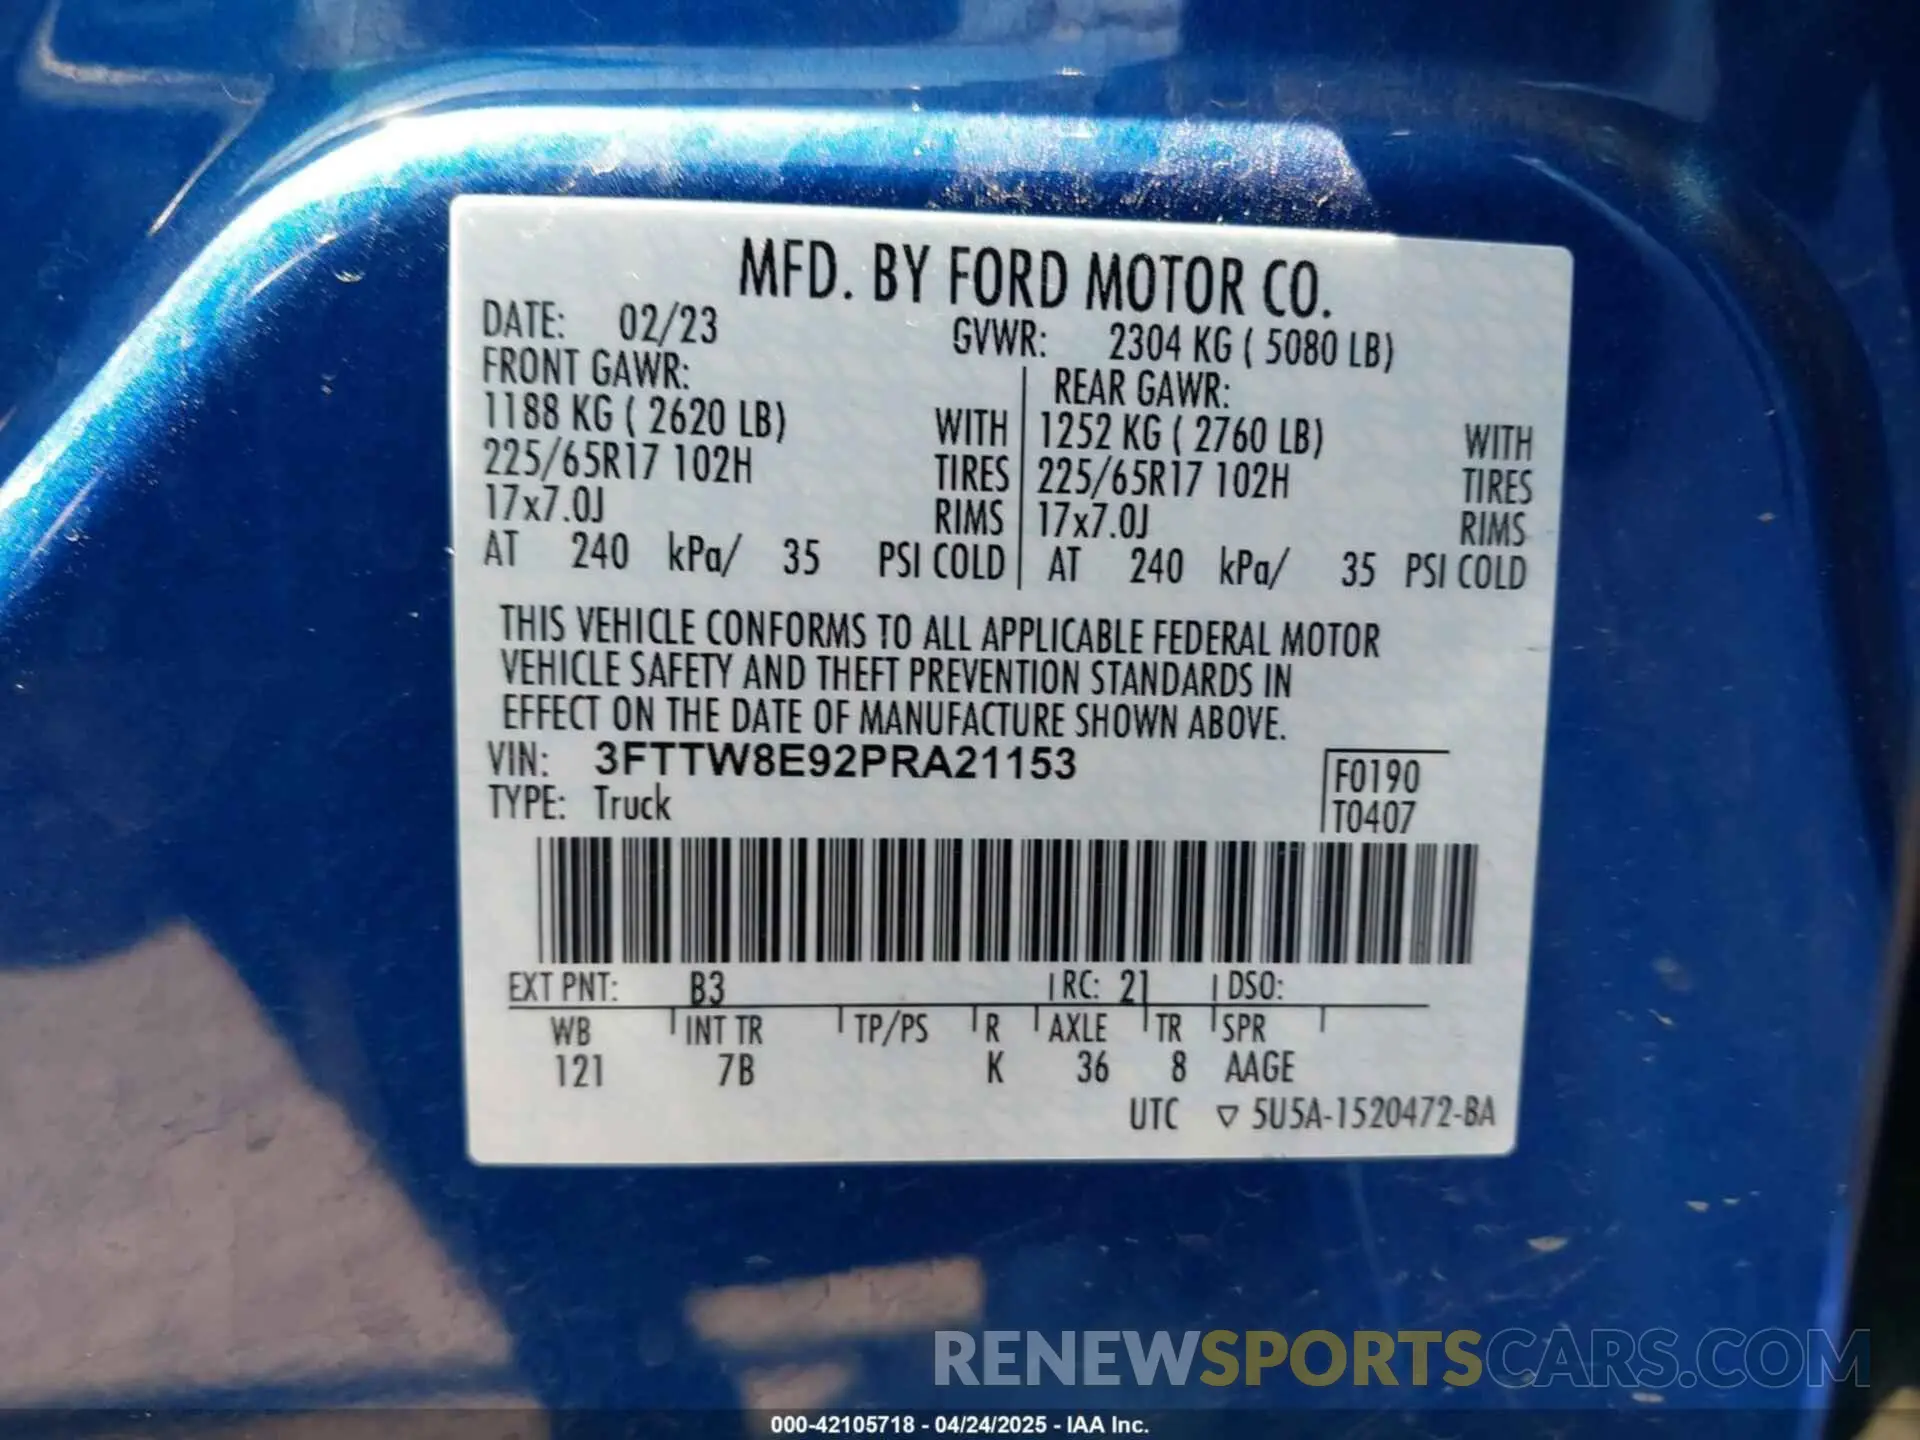 MFD. BY FORD MOTOR CO.
DATE: 02/23 GVWR: 2304 KG ( 5080 LB)
FRONT GAWR: REAR GAWR:
1188 KG ( 2620 LB) WITH 1252 KG ( 2760 LB) WITH
225/65R17 102H TIRES 225/65R17 102H TIRES
17x7.0J RIMS 17x7.0J RIMS
AT 240 kPa/ 35 PSI COLD AT 240 kPa/ 35 PSI COLD
THIS VEHICLE CONFORMS TO ALL APPLICABLE FEDERAL MOTOR
VEHICLE SAFETY AND THEFT PREVENTION STANDARDS IN
EFFECT ON THE DATE OF MANUFACTURE SHOWN ABOVE.
VIN: 3FTTW8E92PRA21153 F0190
TYPE: Truck T0407
EXT PNT: B3 RC: 21 DSO:
WB INT TR TP/PS R AXLE TR SPR
121 7B K 36 8 AAGE
UTC ▽ 5U5A-1520472-BA
RENEWSPORTSCARS.COM
000-42105718 - 04/24/2025 - IAA Inc.